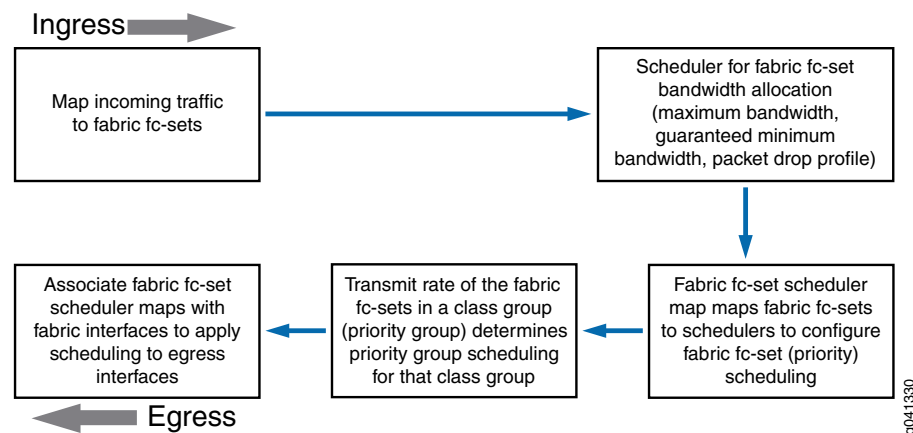 Ingress
Map incoming traffic
to fabric fc-sets
Scheduler for fabric fc-set
bandwidth allocation
(maximum bandwidth,
guaranteed minimum
bandwidth, packet drop profile)
Fabric fc-set scheduler
map maps fabric fc-sets
to schedulers to configure
fabric fc-set (priority)
scheduling
Transmit rate of the fabric
fc-sets in a class group
(priority group) determines
priority group scheduling
for that class group
Associate fabric fc-set
scheduler maps with
fabric interfaces to apply
scheduling to egress
interfaces
Egress
g041330